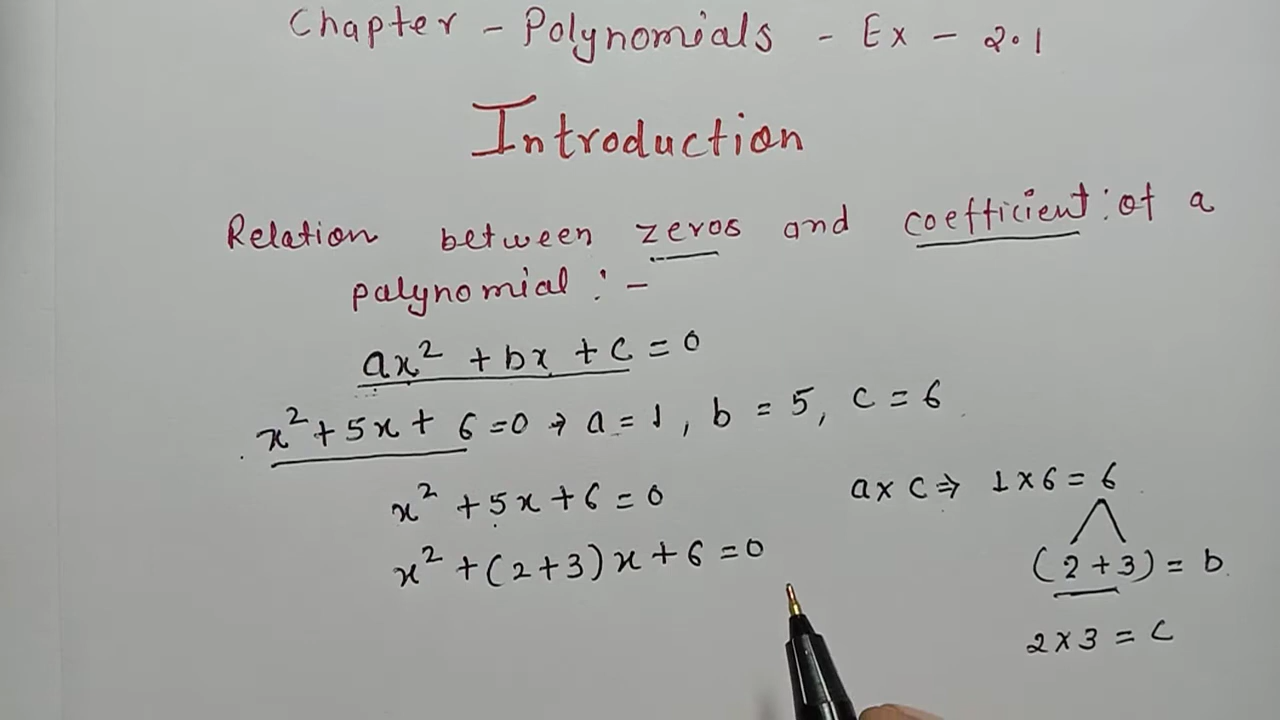 Chapter - Polynomials - Ex - 2.1
Introduction
Relation between zeros and coefficient : of a
palynomial : -
ax² + bx + c = 0
x² + 5x + 6 = 0 → a = 1, b = 5, c = 6
x² + 5x + 6 = 0
x² + (2+3)x + 6 = 0
a x c ⇒ 1 x 6 = 6
(2+3) = b
2 x 3 = c